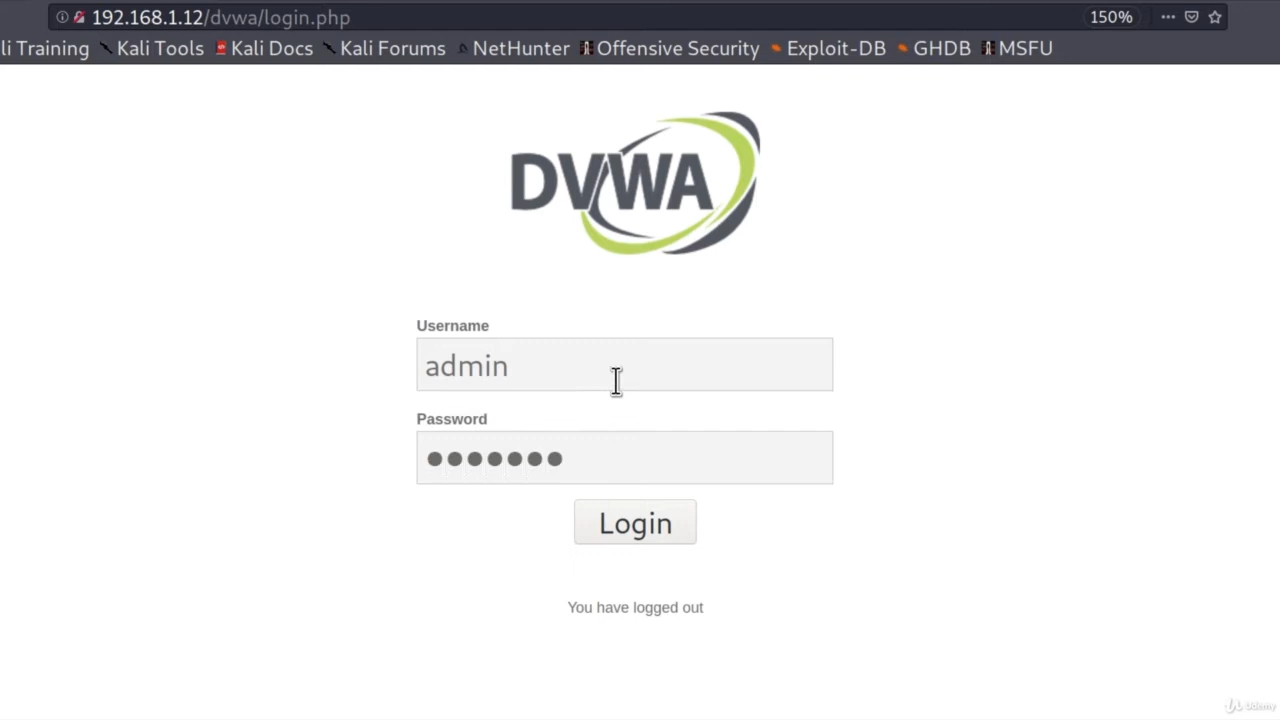 192.168.1.12/dvwa/login.php 150%
li Training Kali Tools Kali Docs Kali Forums NetHunter Offensive Security Exploit-DB GHDB MSFU
DVWA
Username
admin
Password
Login
You have logged out
Udemy